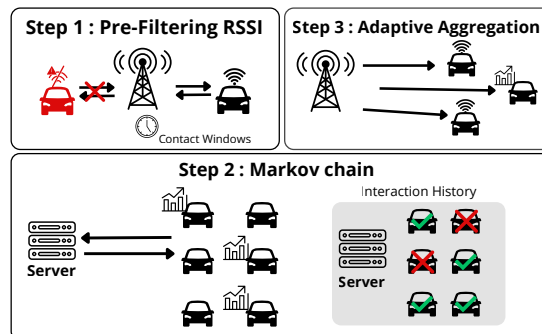 Step 1 : Pre-Filtering RSSI
Contact Windows
Step 3 : Adaptive Aggregation
Step 2 : Markov chain
Server
Interaction History
Server